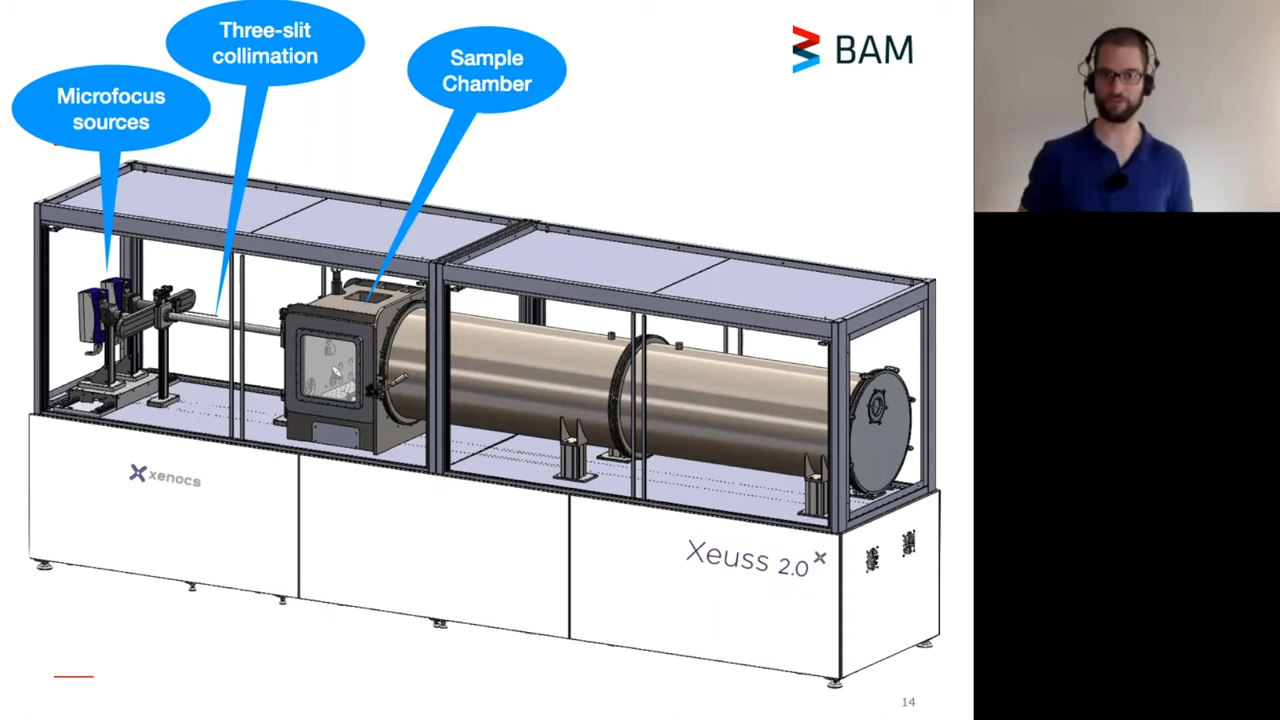 Three-slit
collimation
Sample
Chamber
Microfocus
sources
BAM
xenocs
Xeuss 2.0
14